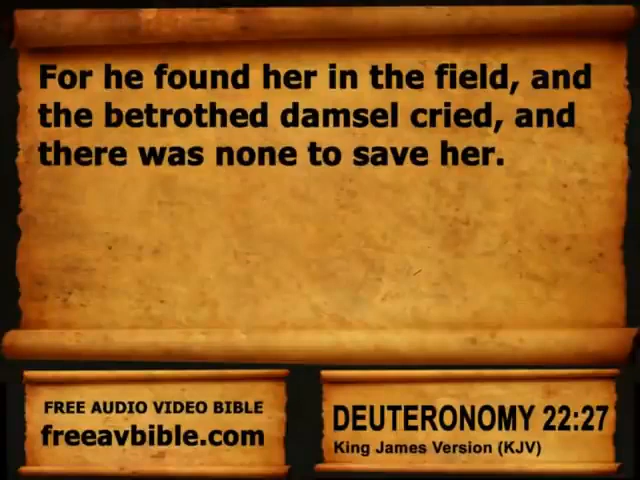 For he found her in the field, and
the betrothed damsel cried, and
there was none to save her.
FREE AUDIO VIDEO BIBLE
freeavbible.com
DEUTERONOMY 22:27
King James Version (KJV)